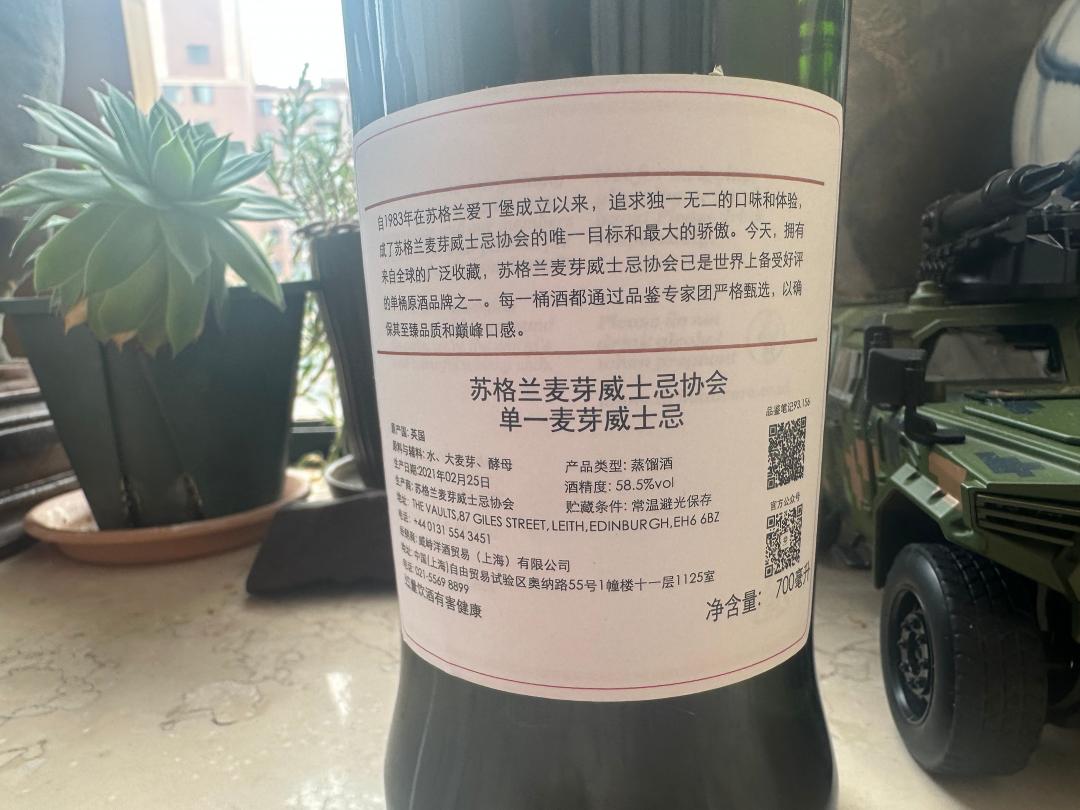 自1983年在苏格兰爱丁堡成立以来，追求独一无二的口味和体验，
成了苏格兰麦芽威士忌协会的唯一目标和最大的骄傲。今天，拥有
来自全球的广泛收藏，苏格兰麦芽威士忌协会已是世界上备受好评
的单桶原酒品牌之一。每一桶酒都通过品鉴专家团严格甄选，以确
保其至臻品质和巅峰口感。
苏格兰麦芽威士忌协会
单一麦芽威士忌
品鉴笔记93.156
原产国: 英国
原料与辅料: 水、大麦芽、酵母
产品类型: 蒸馏酒
生产日期:2021年02月25日
酒精度: 58.5%vol
生产商: 苏格兰麦芽威士忌协会
贮藏条件: 常温避光保存
官方公众号
地址: THE VAULTS,87 GILES STREET, LEITH,EDINBURGH,EH6 6BZ
电话: +44 0131 554 3451
经销商: 威峙洋酒贸易（上海）有限公司
地址: 中国(上海)自由贸易试验区奥纳路55号1幢楼十一层1125室
电话: 021-5569 8899
过量饮酒有害健康
净含量: 700毫升